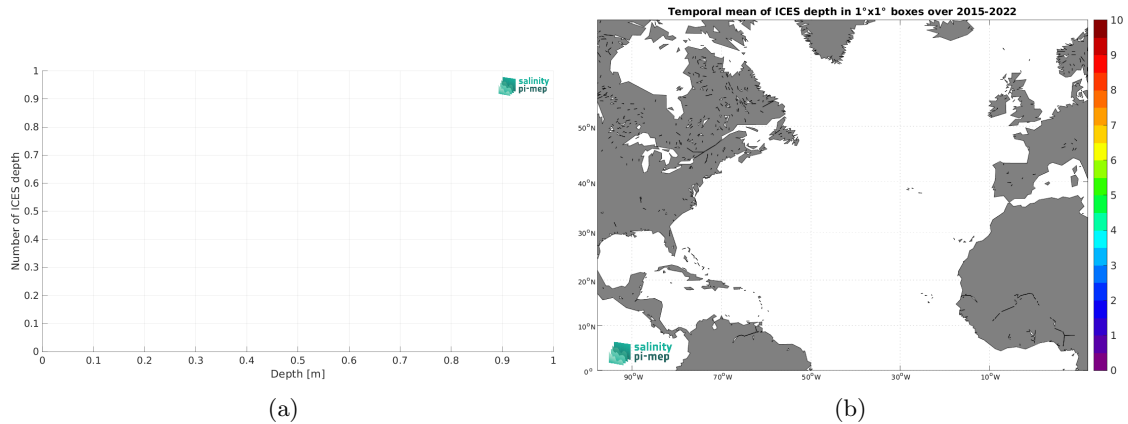 Temporal mean of ICES depth in 1°x1° boxes over 2015-2022
salinity
pi-mep
Number of ICES depth
1
0.9
0.8
0.7
0.6
0.5
0.4
0.3
0.2
0.1
0
0 0.1 0.2 0.3 0.4 0.5 0.6 0.7 0.8 0.9 1
Depth [m]
(a)
50°N
40°N
30°N
20°N
10°N
0°
90°W 70°W 50°W 30°W 10°W
salinity
pi-mep
10
9
8
7
6
5
4
3
2
1
0
(b)